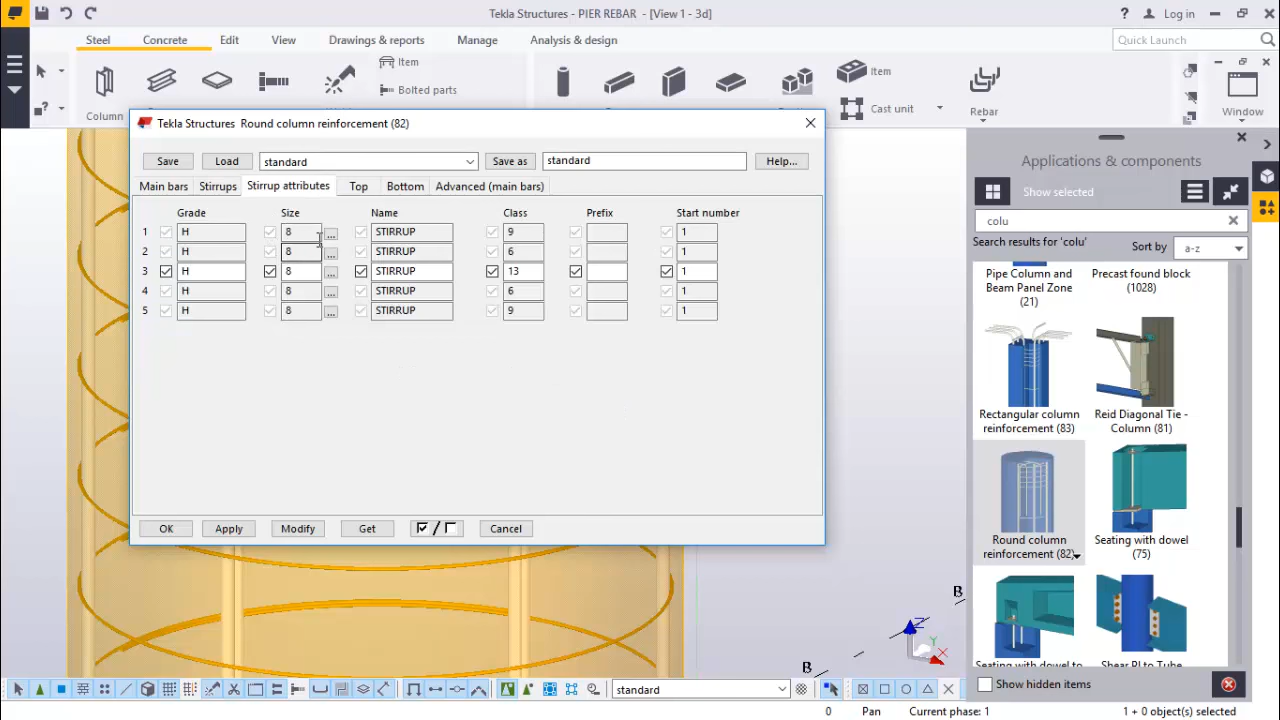 Tekla Structures - PIER REBAR - [View 1 - 3d]
? Log in
Steel Concrete Edit View Drawings & reports Manage Analysis & design
Quick Launch
Item
Bolted parts
Column
Item
Cast unit
Rebar
Window
Tekla Structures Round column reinforcement (82)
Save Load standard Save as standard Help...
Main bars Stirrups Stirrup attributes Top Bottom Advanced (main bars)
Grade Size Name Class Prefix Start number
1 H 8 ... STIRRUP 9 1
2 H 8 ... STIRRUP 6 1
3 H 8 ... STIRRUP 13 1
4 H 8 ... STIRRUP 6 1
5 H 8 ... STIRRUP 9 1
OK Apply Modify Get / Cancel
Applications & components
Show selected
colu
Search results for 'colu'
Sort by a-z
Pipe Column and
Beam Panel Zone
(21)
Precast found block
(1028)
Rectangular column
reinforcement (83)
Reid Diagonal Tie -
Column (81)
Round column
reinforcement (82)
Seating with dowel
(75)
Seating with dowel to
Shear Pl to Tube
Show hidden items
B
B
Z
Y
X
standard
0 Pan Current phase: 1 1 + 0 object(s) selected